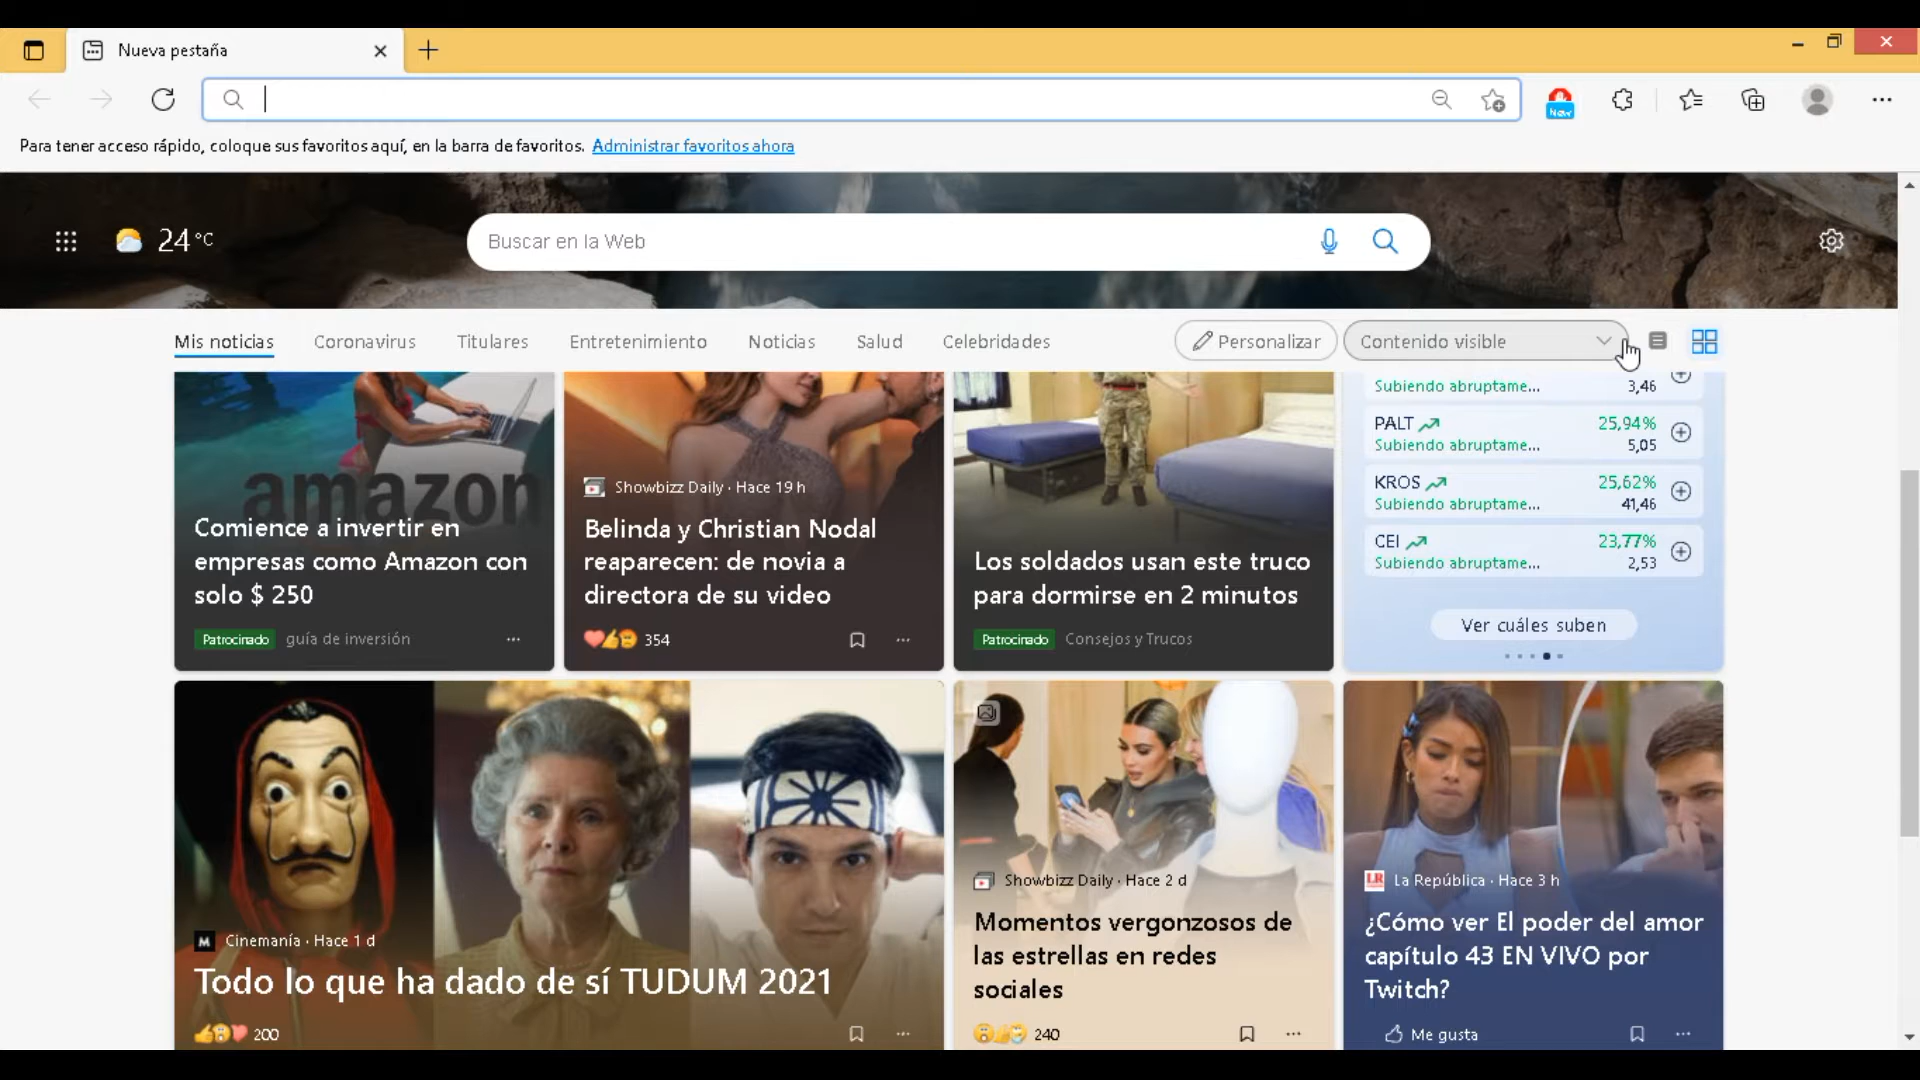 Nueva pestaña
New
Para tener acceso rápido, coloque sus favoritos aquí, en la barra de favoritos. Administrar favoritos ahora
24 °C
Buscar en la Web
Mis noticias Coronavirus Titulares Entretenimiento Noticias Salud Celebridades Personalizar Contenido visible
amazon
Comience a invertir en
empresas como Amazon con
solo $ 250
Patrocinado guía de inversión
Showbizz Daily · Hace 19 h
Belinda y Christian Nodal
reaparecen: de novia a
directora de su video
354
Los soldados usan este truco
para dormirse en 2 minutos
Patrocinado Consejos y Trucos
Subiendo abruptame... 3,46
PALT 25,94%
Subiendo abruptame... 5,05
KROS 25,62%
Subiendo abruptame... 41,46
CEI 23,77%
Subiendo abruptame... 2,53
Ver cuáles suben
M Cinemanía · Hace 1 d
Todo lo que ha dado de sí TUDUM 2021
200
Showbizz Daily · Hace 2 d
Momentos vergonzosos de
las estrellas en redes
sociales
240
LR La República · Hace 3 h
¿Cómo ver El poder del amor
capítulo 43 EN VIVO por
Twitch?
Me gusta